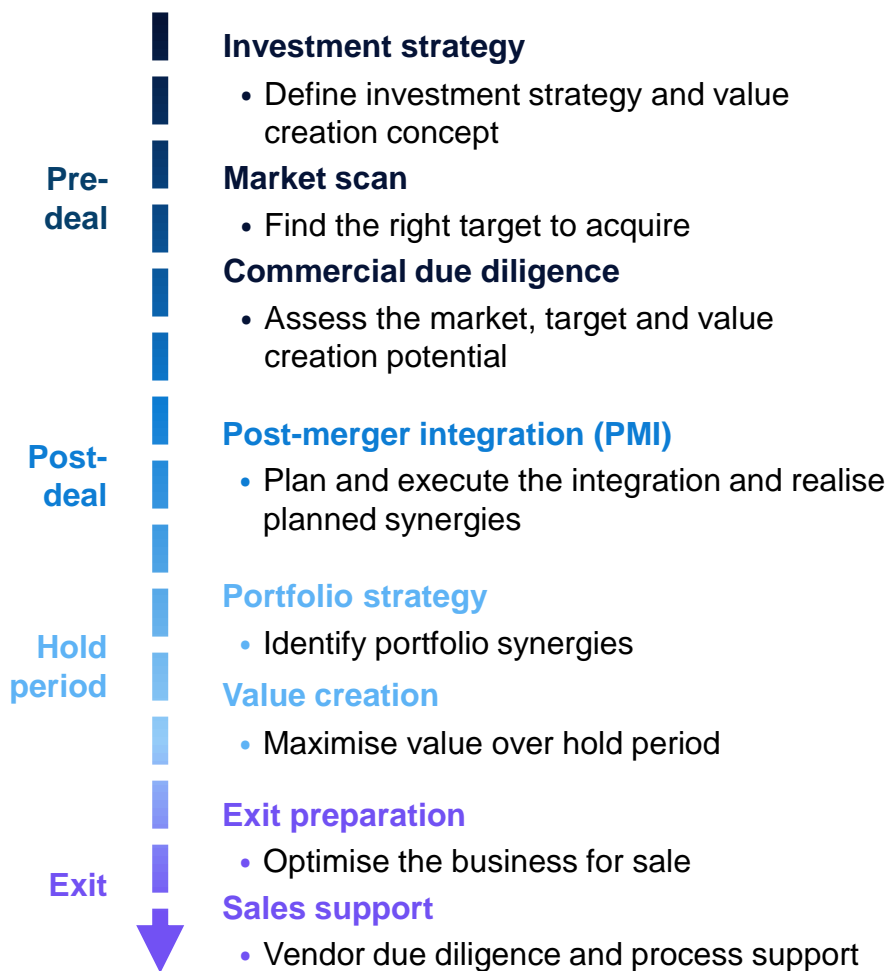 Investment strategy
• Define investment strategy and value
creation concept
Pre-
deal
Market scan
• Find the right target to acquire
Commercial due diligence
• Assess the market, target and value
creation potential
Post-
deal
Post-merger integration (PMI)
• Plan and execute the integration and realise
planned synergies
Hold
period
Portfolio strategy
• Identify portfolio synergies
Value creation
• Maximise value over hold period
Exit
Exit preparation
• Optimise the business for sale
Sales support
• Vendor due diligence and process support